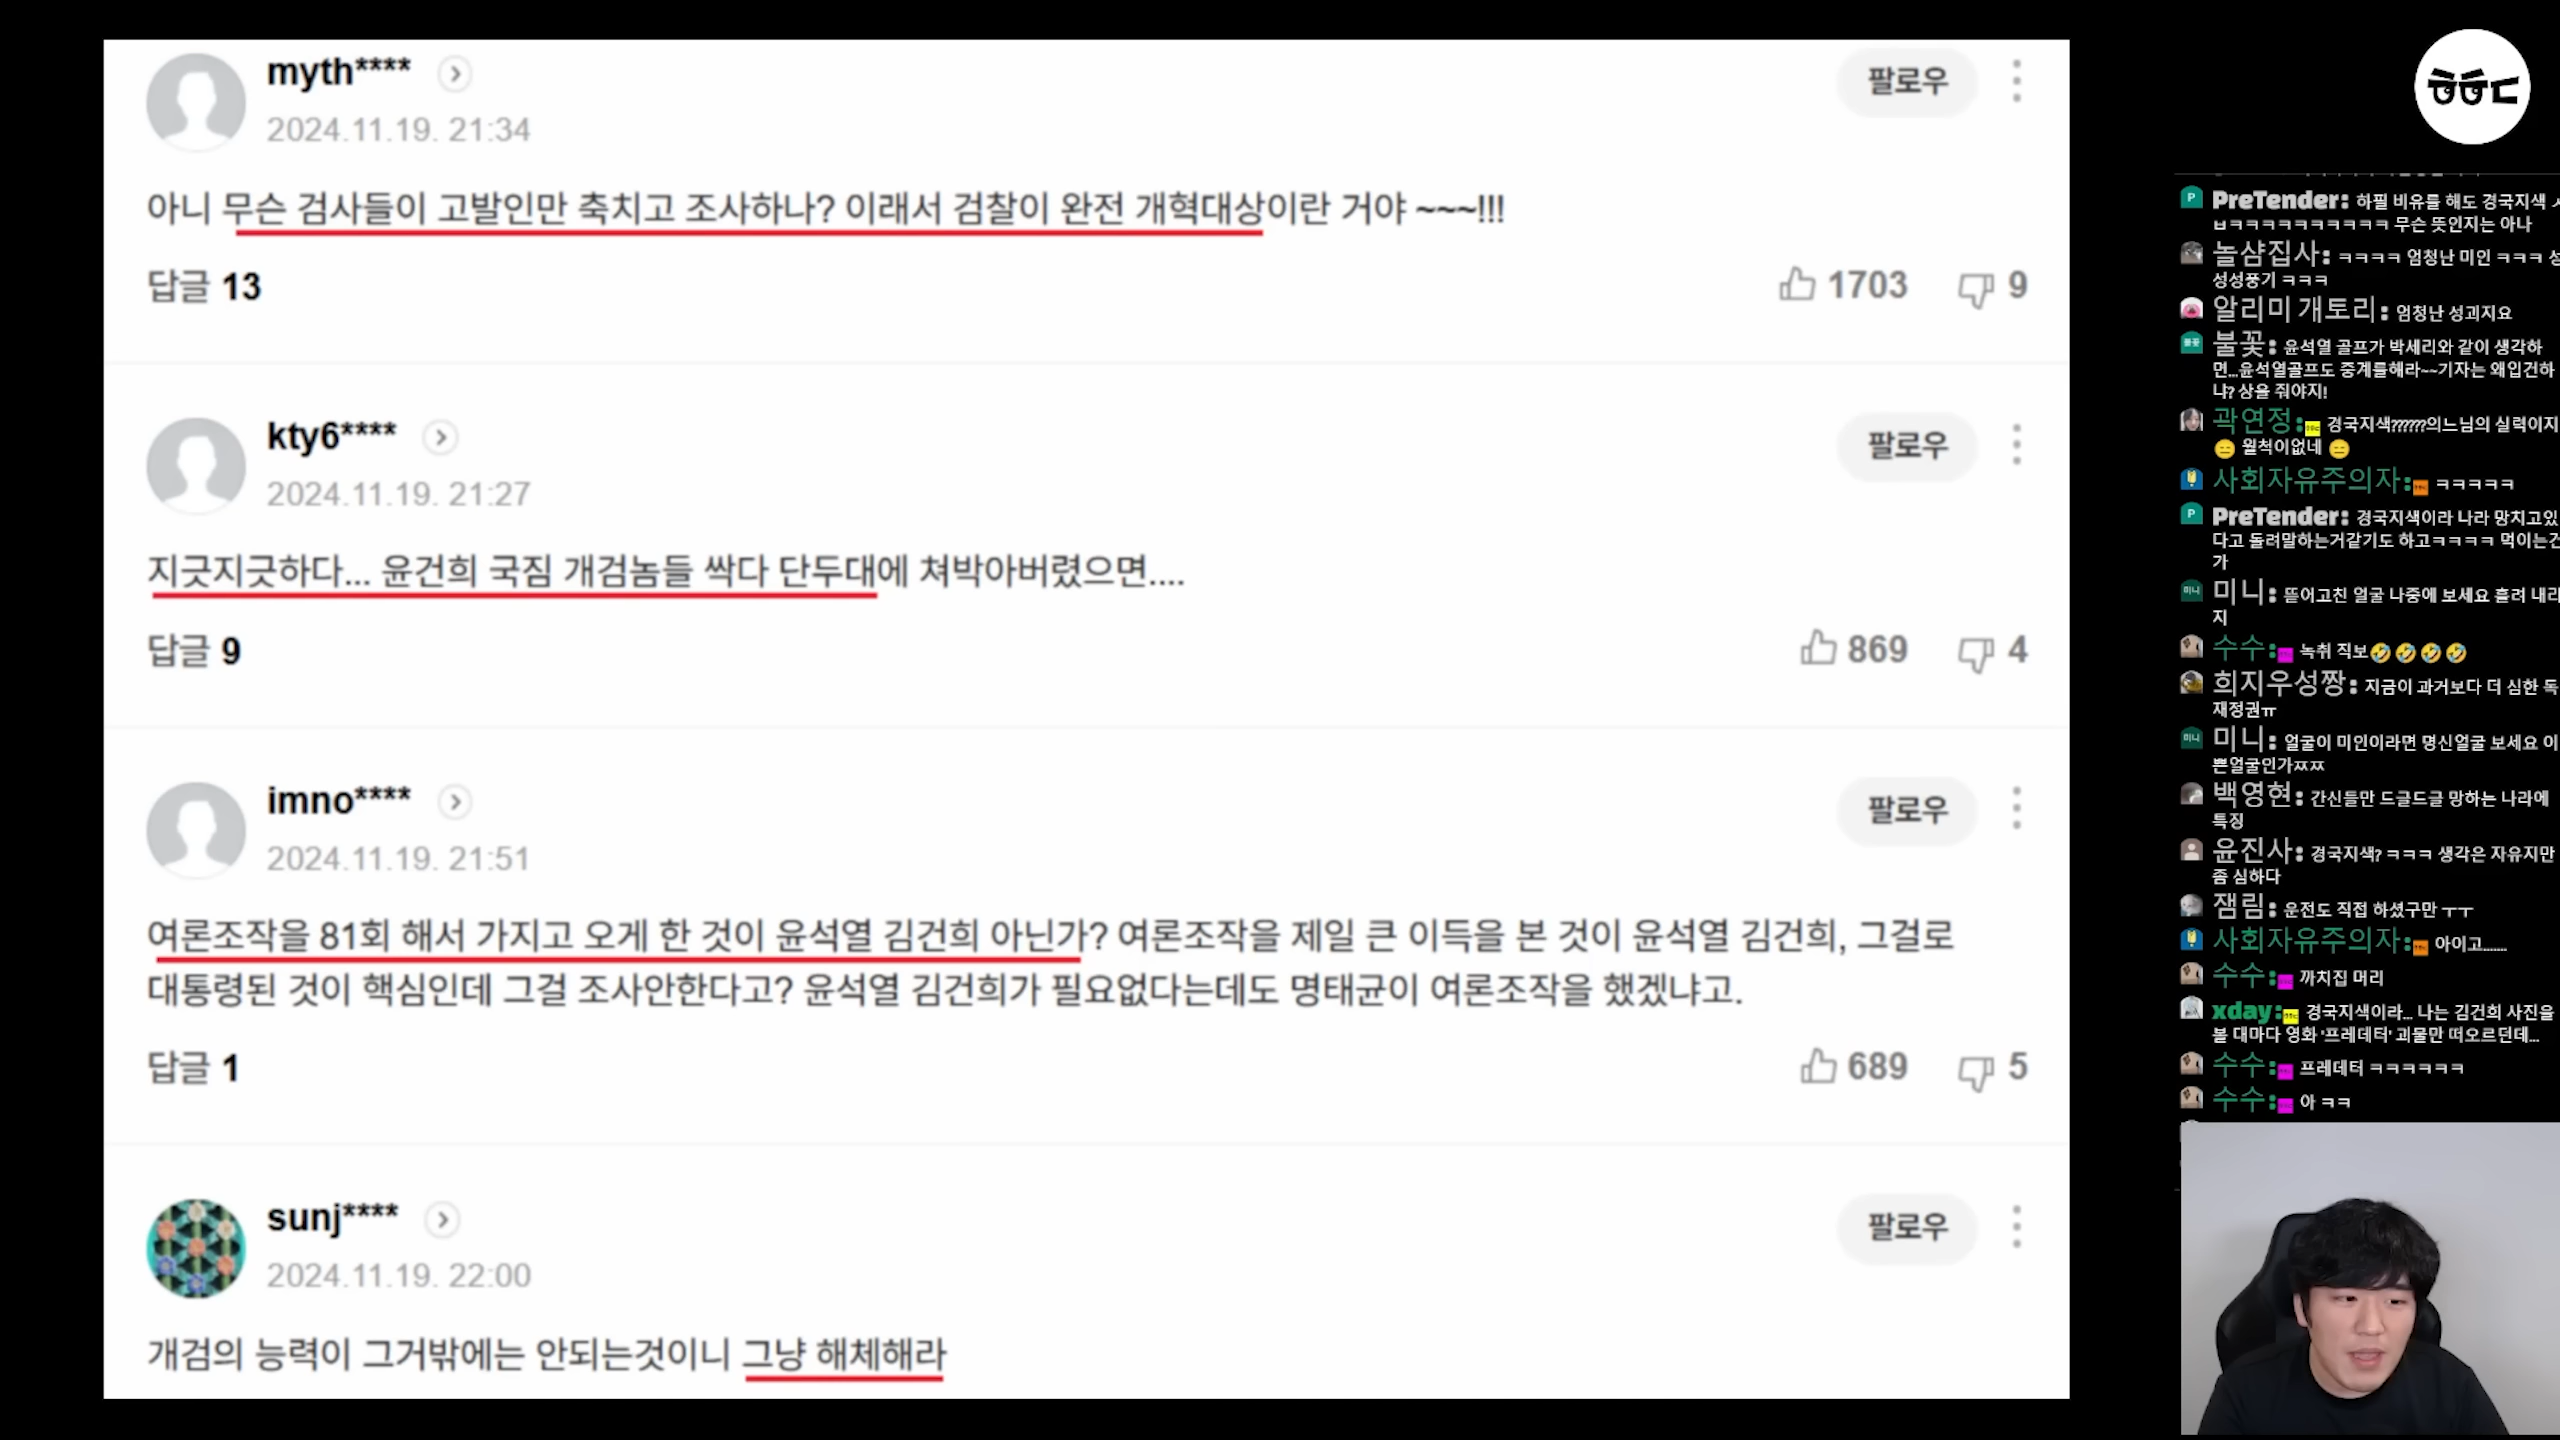 myth****
2024.11.19. 21:34
팔로우
아니 무슨 검사들이 고발인만 축치고 조사하나? 이래서 검찰이 완전 개혁대상이란 거야 ~~~!!!
답글 13
1703
9
kty6****
2024.11.19. 21:27
팔로우
지긋지긋하다... 윤건희 국짐 개검놈들 싹다 단두대에 쳐박아버렸으면....
답글 9
869
4
imno****
2024.11.19. 21:51
팔로우
여론조작을 81회 해서 가지고 오게 한 것이 윤석열 김건희 아닌가? 여론조작을 제일 큰 이득을 본 것이 윤석열 김건희, 그걸로
대통령된 것이 핵심인데 그걸 조사안한다고? 윤석열 김건희가 필요없다는데도 명태균이 여론조작을 했겠냐고.
답글 1
689
5
sunj****
2024.11.19. 22:00
팔로우
개검의 능력이 그거밖에는 안되는것이니 그냥 해체해라
ㅎㅎㄷ
PreTender: 하필 비유를 해도 경국지색 ㅅ
ㅂㅋㅋㅋㅋㅋㅋㅋㅋㅋㅋ 무슨 뜻인지는 아나
놀샴집사: ㅋㅋㅋㅋ 엄청난 미인 ㅋㅋㅋ 성
성성풍기 ㅋㅋㅋ
알리미 개토리: 엄청난 성괴지요
불꽃: 윤석열 골프가 박세리와 같이 생각하
면...윤석열골프도 중계를해라~~기자는 왜입건하
냐? 상을 줘야지!
곽연정: 경국지색??????의느님의 실력이지
😑 월척이없네 😑
사회자유주의자: ㅋㅋㅋㅋㅋ
PreTender: 경국지색이라 나라 망치고있
다고 돌려말하는거같기도 하고ㅋㅋㅋㅋ 먹이는건
가
미니: 뜯어고친 얼굴 나중에 보세요 흘려 내리
지
수수: 녹취 직보🤣🤣🤣🤣
희지우성짱: 지금이 과거보다 더 심한 독
재정권ㅠ
미니: 얼굴이 미인이라면 명신얼굴 보세요 이
쁜얼굴인가ㅉㅉ
백영현: 간신들만 드글드글 망하는 나라에
특징
윤진사: 경국지색? ㅋㅋㅋ 생각은 자유지만
좀 심하다
잼림: 운전도 직접 하셨구만 ㅜㅜ
사회자유주의자: 아이고.......
수수: 까치집 머리
xday: 경국지색이라... 나는 김건희 사진을
볼 대마다 영화 '프레데터' 괴물만 떠오르던데...
수수: 프레데터 ㅋㅋㅋㅋㅋㅋ
수수: 아 ㅋㅋ